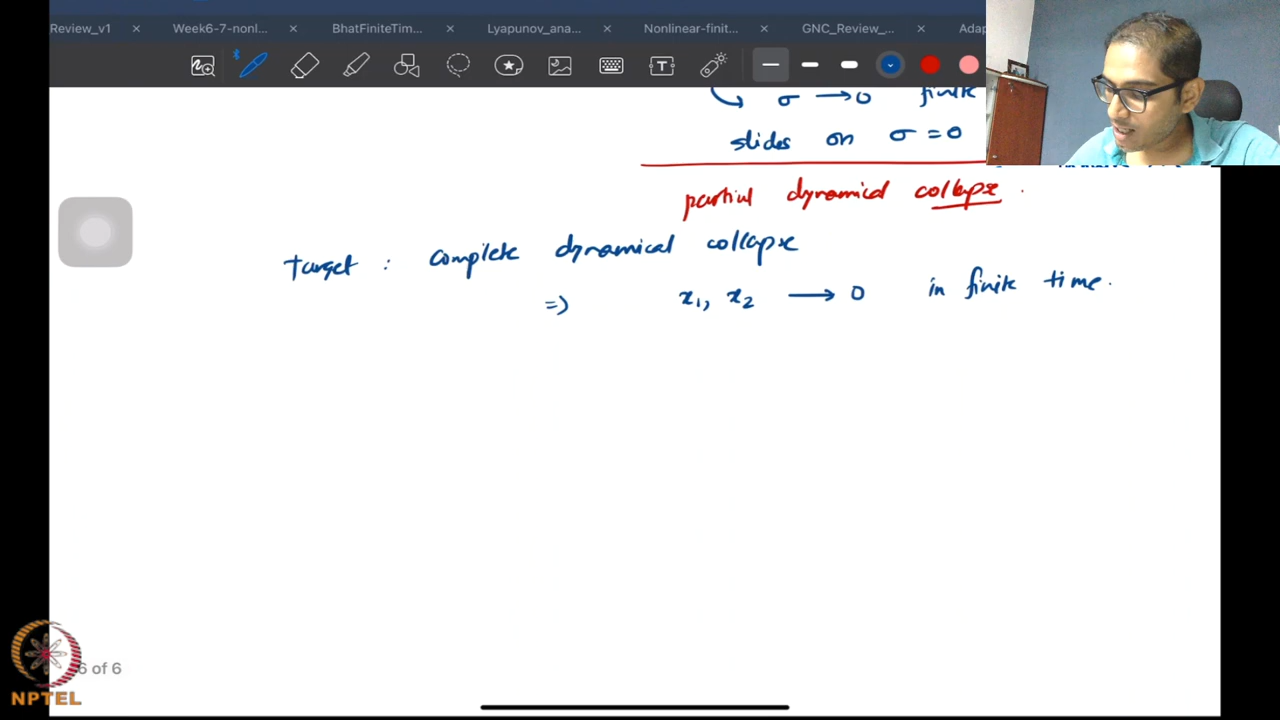 Review_v1 × Week6-7-nonl... × BhatFiniteTim... × Lyapunov_ana... × Nonlinear-finit... × GNC_Review_... × Adap
σ → 0 finite
slides on σ = 0
partial dynamical collapse.
Target : complete dynamical collapse
=> x₁, x₂ → 0 in finite time.
6 of 6
NPTEL